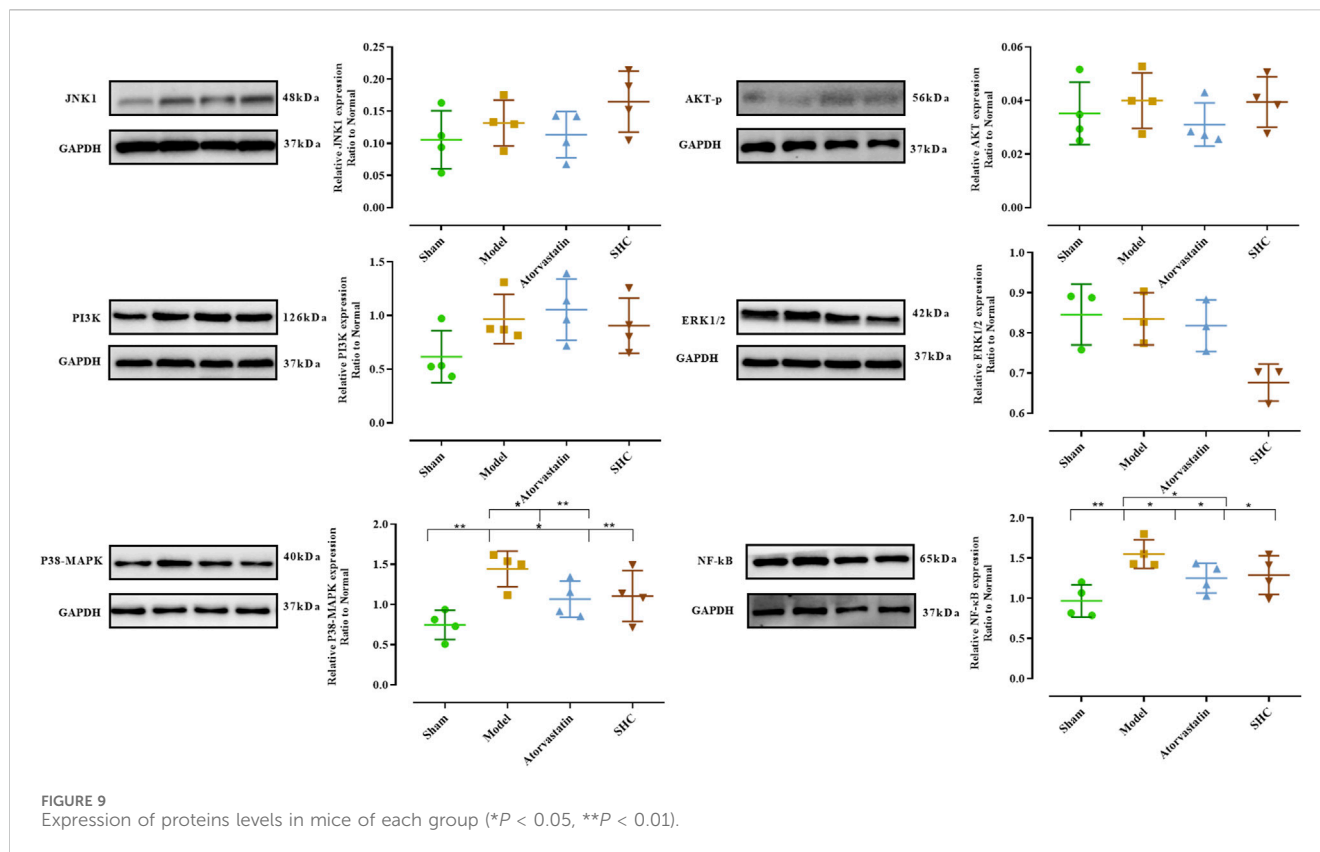 JNK1
48kDa
GAPDH
37kDa
Relative JNK1 expression
Ratio to Normal
0.25
0.20
0.15
0.10
0.05
0.00
Sham
Model
Atorvastatin
SHC
AKT-p
56kDa
GAPDH
37kDa
Relative AKT expression
Ratio to Normal
0.06
0.04
0.02
0.00
Sham
Model
Atorvastatin
SHC
PI3K
126kDa
GAPDH
37kDa
Relative PI3K expression
Ratio to Normal
1.5
1.0
0.5
0.0
Sham
Model
Atorvastatin
SHC
ERK1/2
42kDa
GAPDH
37kDa
Relative ERK1/2 expression
Ratio to Normal
0.9
0.8
0.7
0.6
Sham
Model
Atorvastatin
SHC
P38-MAPK
40kDa
GAPDH
37kDa
Relative P38-MAPK expression
Ratio to Normal
2.0
1.5
1.0
0.5
0.0
* **
** * **
Sham
Model
Atorvastatin
SHC
NF-kB
65kDa
GAPDH
37kDa
Relative NF-κB expression
Ratio to Normal
2.0
1.5
1.0
0.5
0.0
*
** * * *
Sham
Model
Atorvastatin
SHC
FIGURE 9
Expression of proteins levels in mice of each group (*P < 0.05, **P < 0.01).